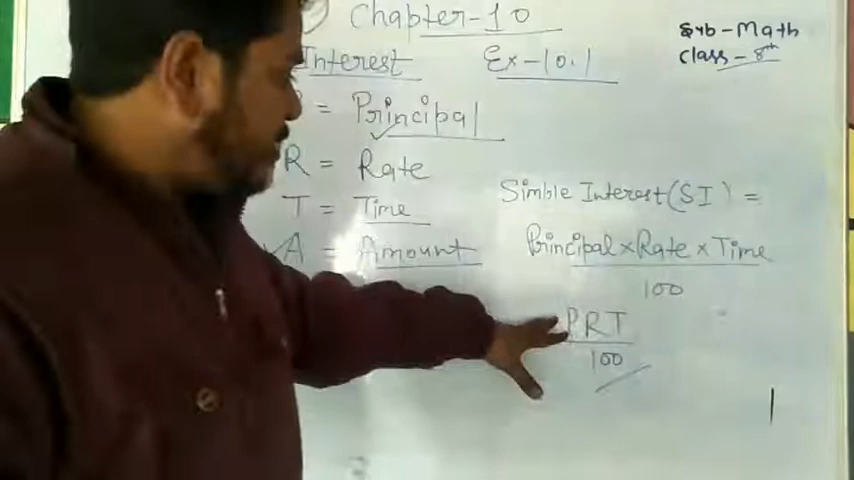 Chapter-10
Sub-Math
Class-8th
Interest
Ex-10.1
= Principal
R = Rate
T = Time
A = Amount
Simble Interest(SI) =
Principal×Rate×Time
100
PRT
100